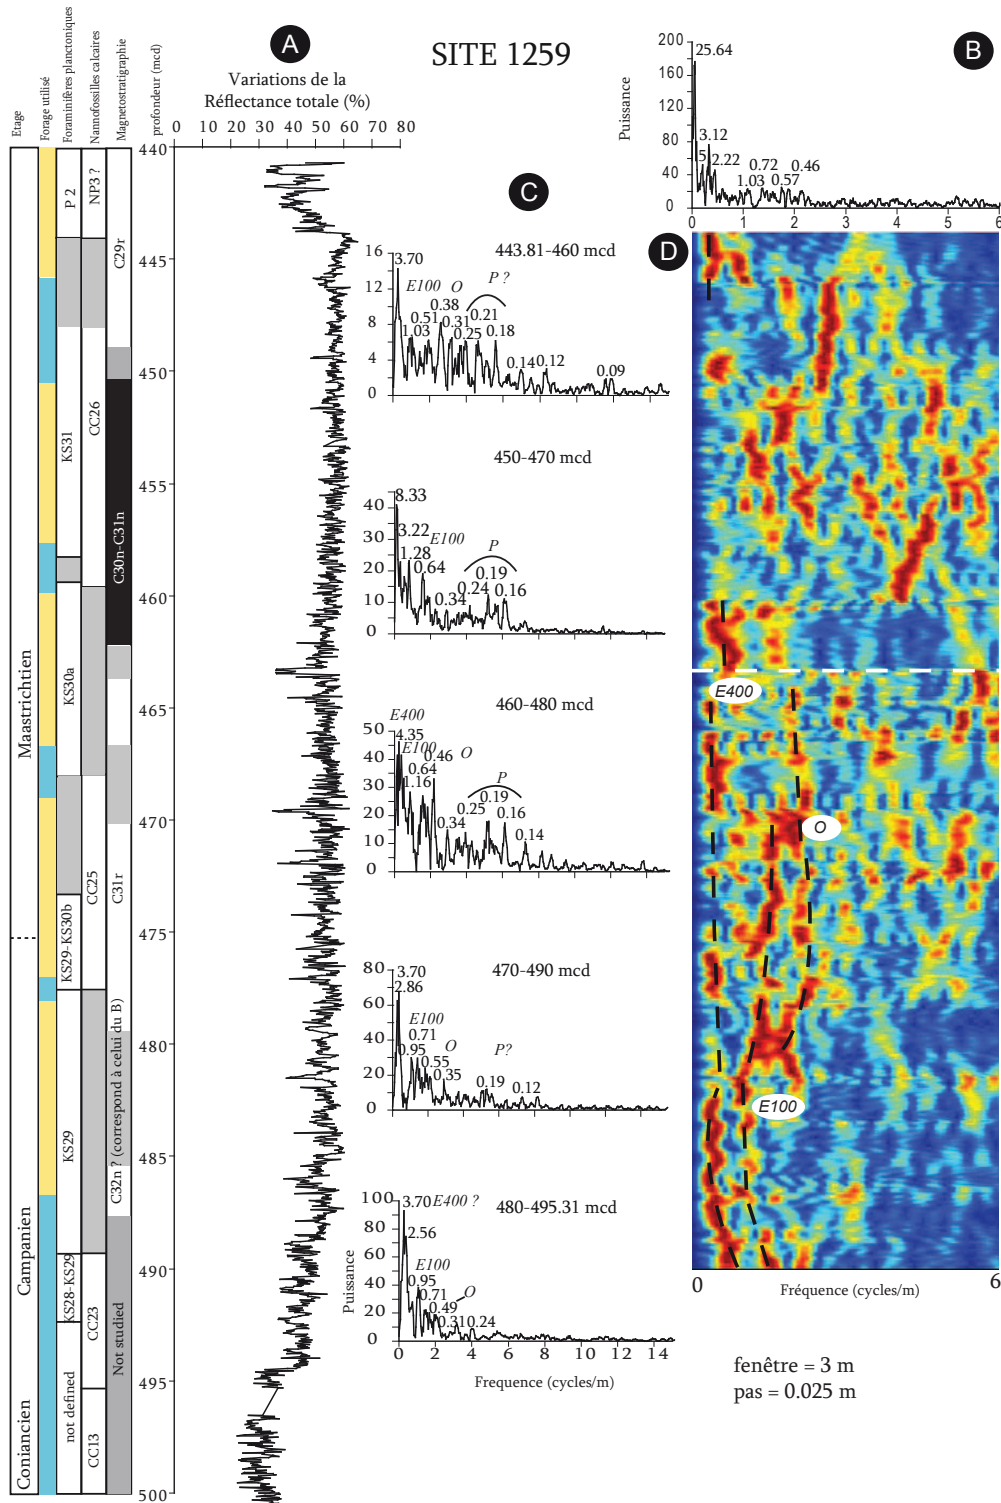 SITE 1259
Etage
Forage utilisé
Foraminifères planctoniques
Nannofossilles calcaires
Magnetostratigraphie
profondeur (mcd)
A
Variations de la
Réflectance totale (%)
0 10 20 30 40 50 60 70 80
440
445
450
455
460
465
470
475
480
485
490
495
500
Maastrichtien
Campanien
Coniancien
P 2
KS31
KS30a
KS29-KS30b
KS29
KS28-KS29
not defined
NP3 ?
CC26
CC25
CC23
CC13
C29r
C30n-C31n
C31r
C32n ? (correspond à celui du B)
Not studied
B
Puissance
200
160
120
80
40
0
25.64
3.12
5
2.22
1.03
0.72
0.57
0.46
0 1 2 3 4 5 6
C
443.81-460 mcd
16
12
8
4
0
3.70
E100 O P ?
0.38
0.51
0.31
0.21
1.03
0.25
0.18
0.14
0.12
0.09
450-470 mcd
40
30
20
10
0
8.33
3.22
E100
P
1.28
0.64
0.19
0.24
0.16
0.34
460-480 mcd
50
40
30
20
10
0
E400
4.35
E100
0.46
O
0.64
1.16
P
0.19
0.25
0.16
0.34
0.14
470-490 mcd
80
60
40
20
0
3.70
2.86
E100
0.71
0.95
O
P?
0.55
0.35
0.19
0.12
480-495.31 mcd
Puissance
100
80
60
40
20
0
3.70
E400 ?
2.56
E100
0.95
0.71
O
0.49
0.31
0.24
0 2 4 6 8 10 12 14
Frequence (cycles/m)
D
E400
O
E100
0 6
Fréquence (cycles/m)
fenêtre = 3 m
pas = 0.025 m